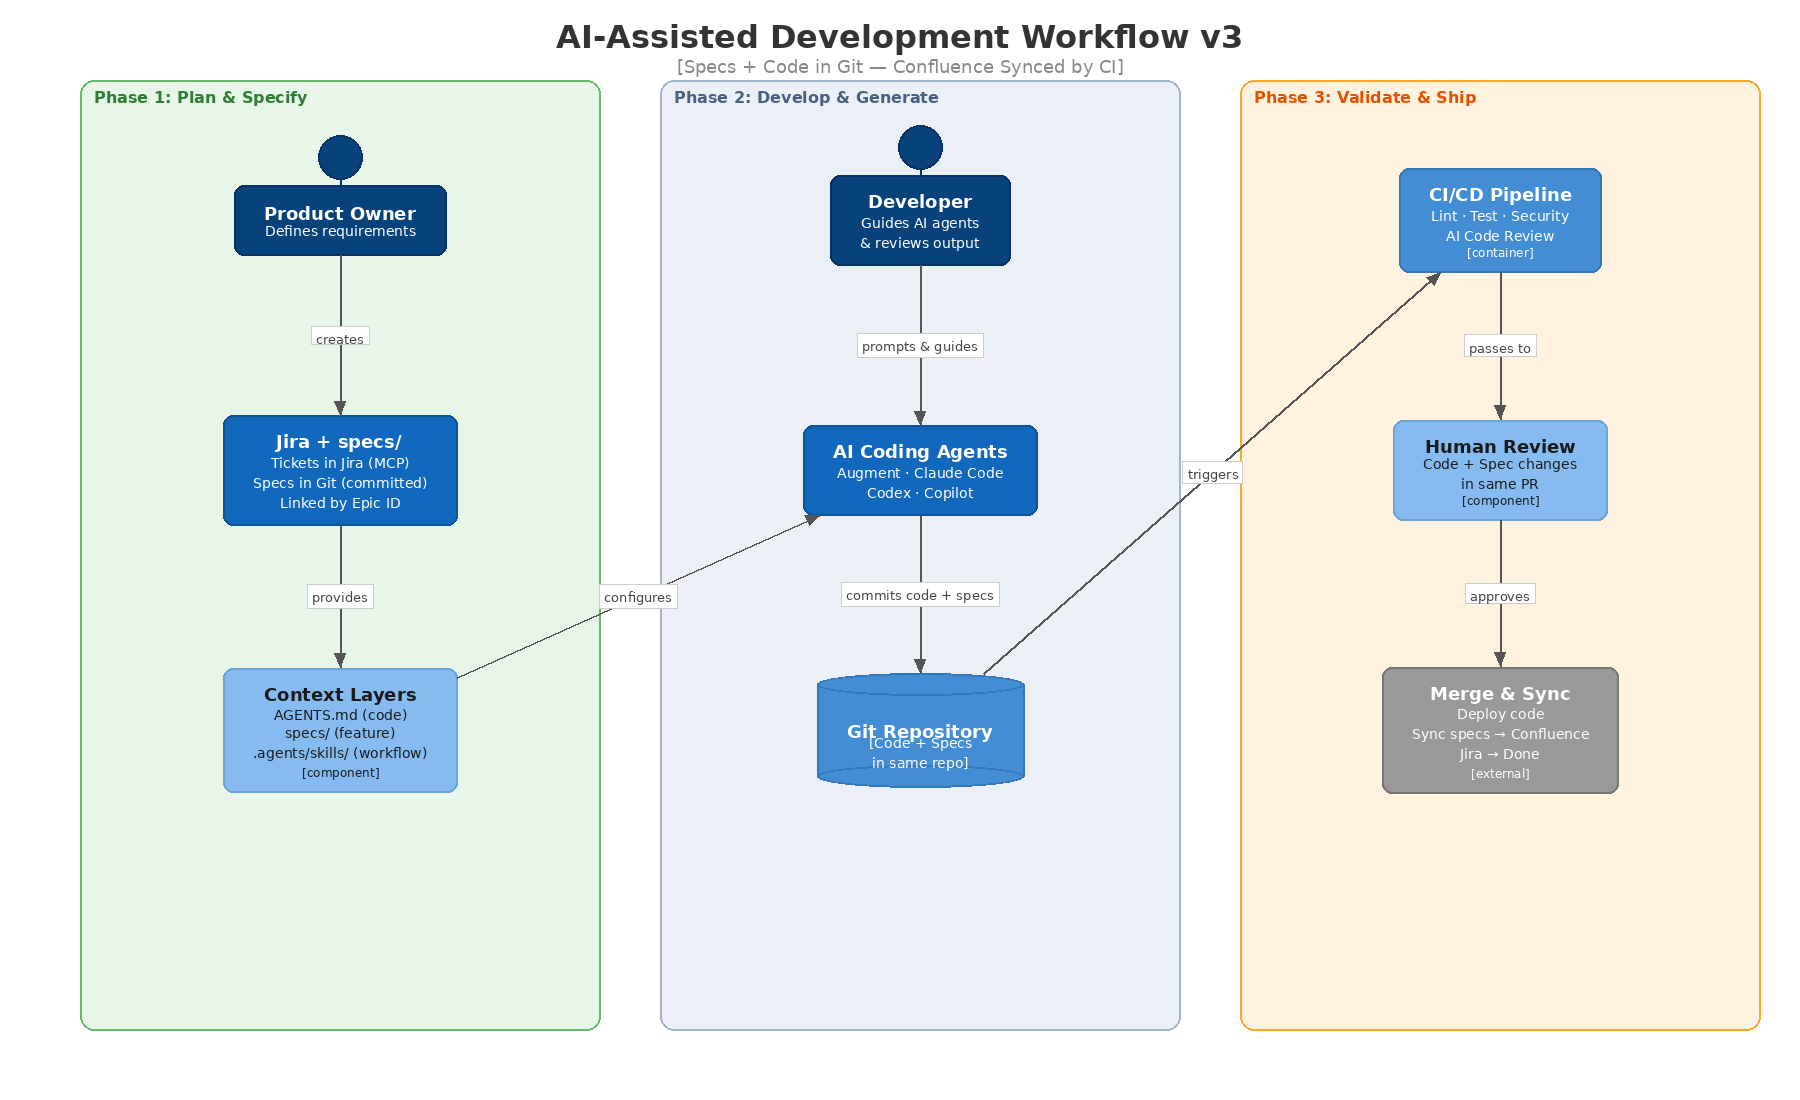 AI-Assisted Development Workflow v3
[Specs + Code in Git — Confluence Synced by CI]
Phase 1: Plan & Specify
Product Owner
Defines requirements
creates
Jira + specs/
Tickets in Jira (MCP)
Specs in Git (committed)
Linked by Epic ID
provides
Context Layers
AGENTS.md (code)
specs/ (feature)
.agents/skills/ (workflow)
[component]
configures
Phase 2: Develop & Generate
Developer
Guides AI agents
& reviews output
prompts & guides
AI Coding Agents
Augment · Claude Code
Codex · Copilot
commits code + specs
Git Repository
[Code + Specs
in same repo]
triggers
Phase 3: Validate & Ship
CI/CD Pipeline
Lint · Test · Security
AI Code Review
[container]
passes to
Human Review
Code + Spec changes
in same PR
[component]
approves
Merge & Sync
Deploy code
Sync specs → Confluence
Jira → Done
[external]